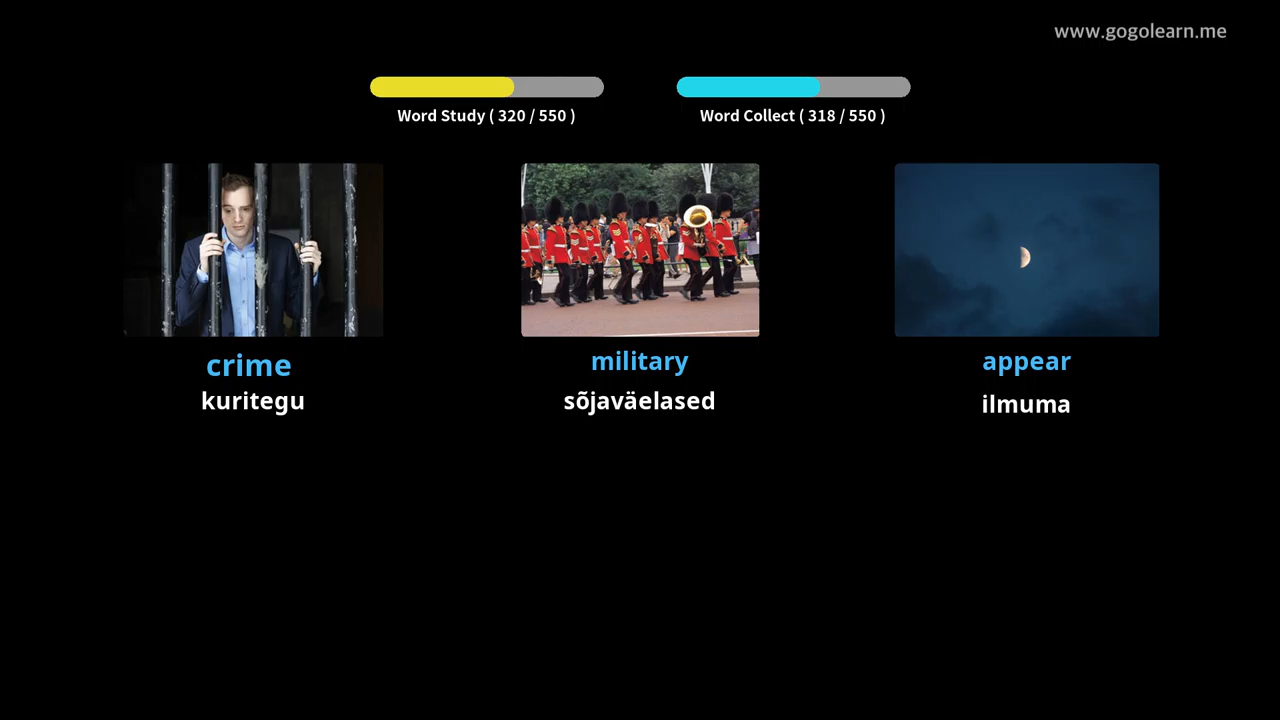 www.gogolearn.me
Word Study ( 320 / 550 )
Word Collect ( 318 / 550 )
crime
military
appear
kuritegu
sõjaväelased
ilmuma